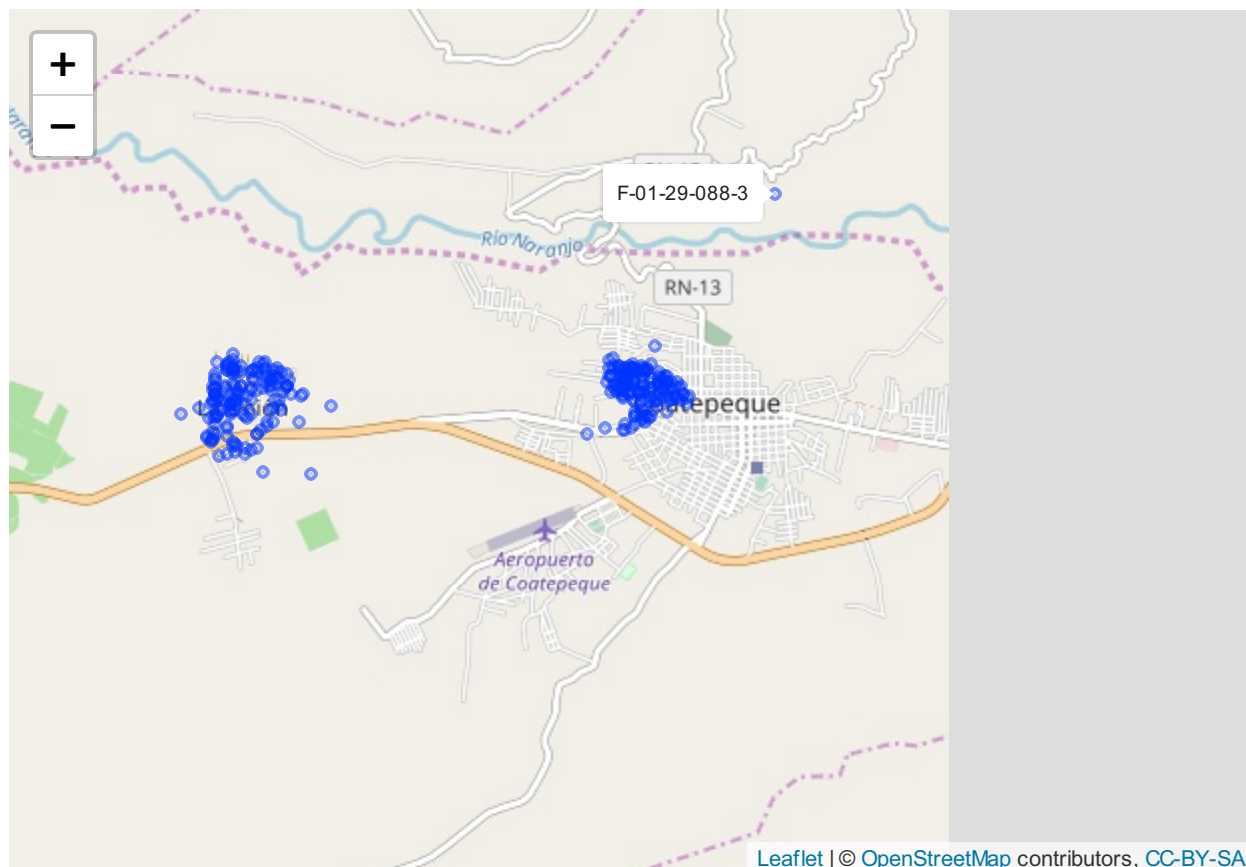 +
−
F-01-29-088-3
Río Naranjo
RN-13
Coatepeque
Aeropuerto
de Coatepeque
Leaflet | © OpenStreetMap contributors, CC-BY-SA